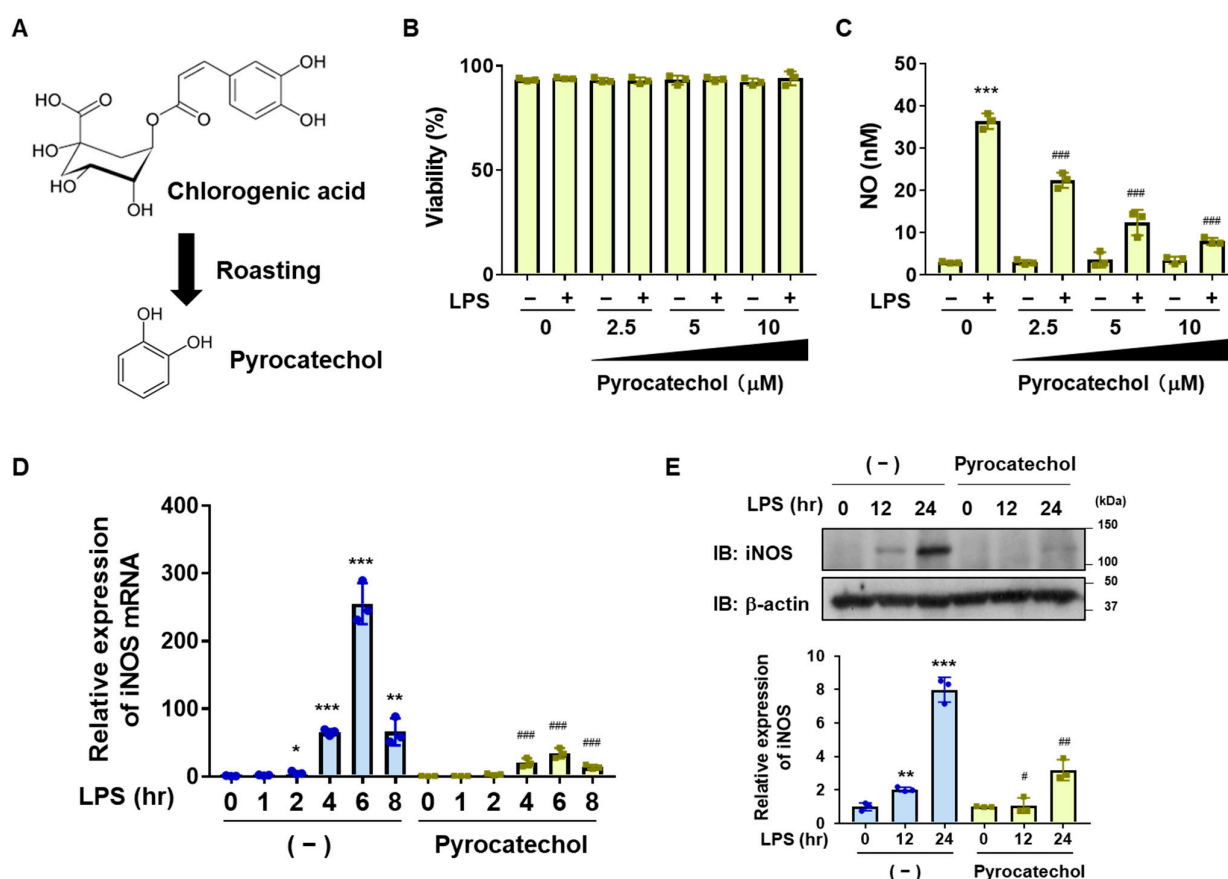 A
HO
O
O
O
OH
OH
HO
HO
OH
Chlorogenic acid
Roasting
OH
OH
Pyrocatechol
B
Viability (%)
100
50
0
LPS
− + − + − + − +
0 2.5 5 10
Pyrocatechol (μM)
C
NO (nM)
50
40
30
20
10
0
***
###
###
###
LPS
− + − + − + − +
0 2.5 5 10
Pyrocatechol (μM)
D
Relative expression
of iNOS mRNA
400
300
200
100
0
*
***
***
**
###
###
###
LPS (hr)
0 1 2 4 6 8 0 1 2 4 6 8
(−) Pyrocatechol
E
(−) Pyrocatechol
LPS (hr) 0 12 24 0 12 24 (kDa)
IB: iNOS
150
100
IB: β-actin
50
37
Relative expression
of iNOS
10
8
6
4
2
0
**
***
#
##
LPS (hr) 0 12 24 0 12 24
(−) Pyrocatechol